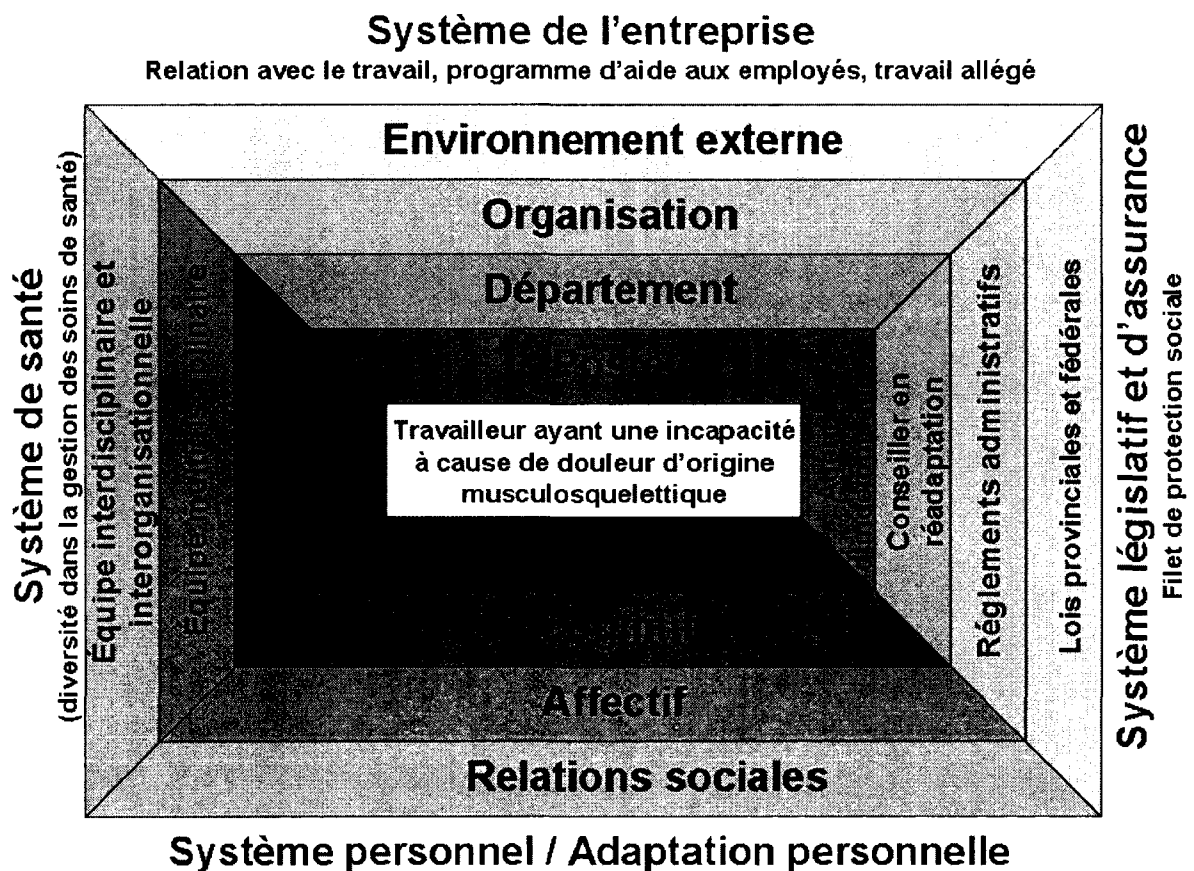 Système de l'entreprise
Relation avec le travail, programme d'aide aux employés, travail allégé
Environnement externe
Organisation
Département
Système de santé
(diversité dans la gestion des soins de santé)
Équipe interdisciplinaire et
interorganisationnelle
Travailleur ayant une incapacité
à cause de douleur d'origine
musculosquelettique
Conseiller en
réadaptation
Réglements administratifs
Lois provinciales et fédérales
Système législatif et d'assurance
Filet de protection sociale
Affectif
Relations sociales
Système personnel / Adaptation personnelle